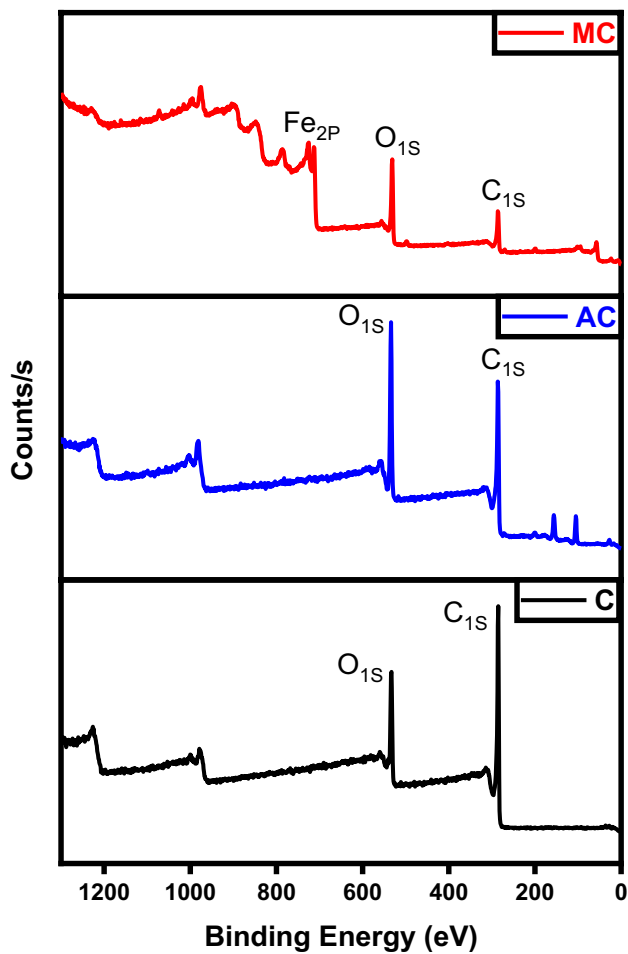 MC
Fe2P
O1S
C1S
AC
O1S
C1S
C
C1S
O1S
Counts/s
1200 1000 800 600 400 200 0
Binding Energy (eV)